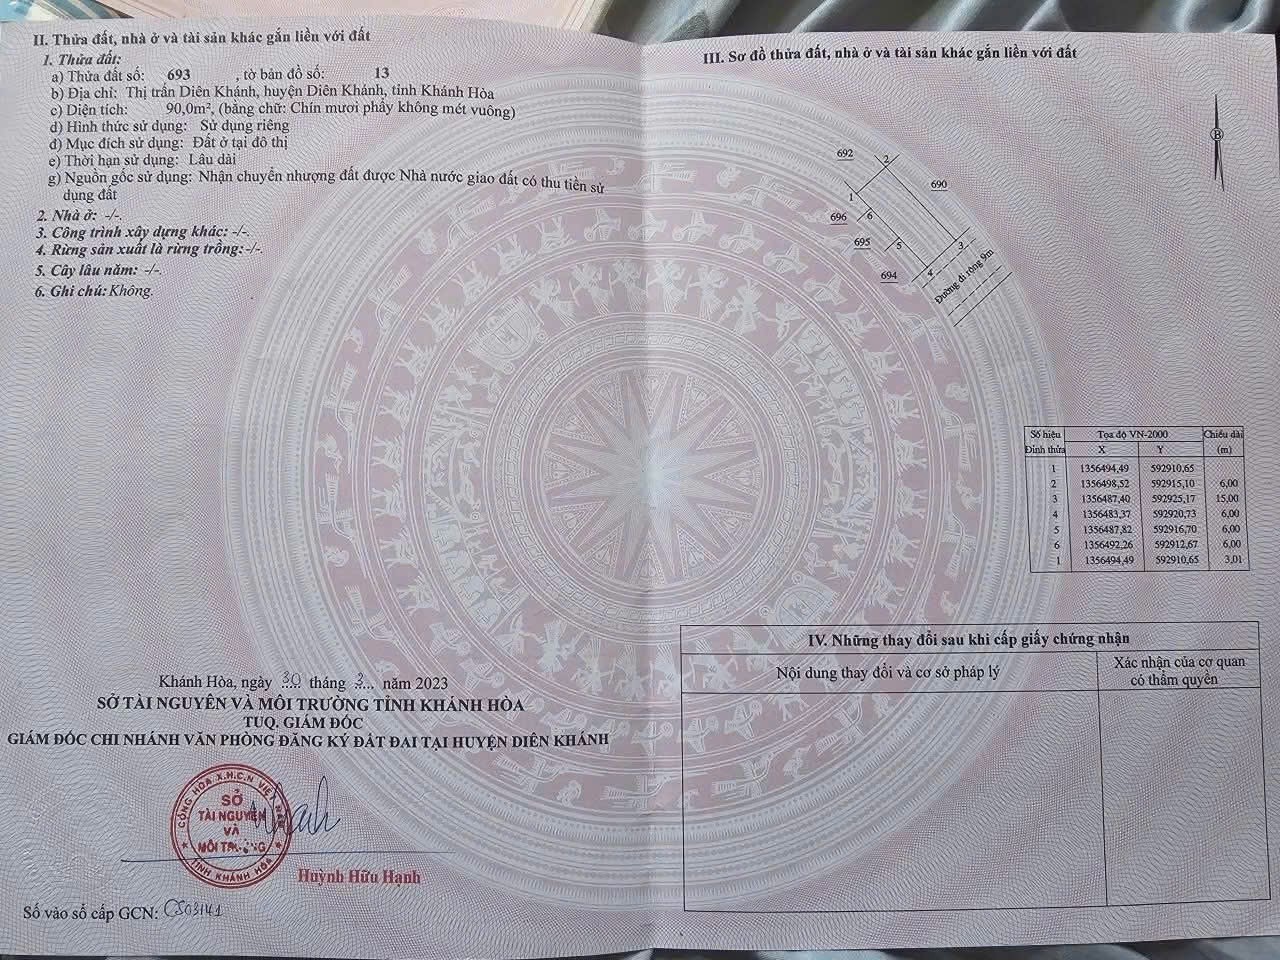 II. Thửa đất, nhà ở và tài sản khác gắn liền với đất
1. Thửa đất:
a) Thửa đất số: 693 , tờ bản đồ số: 13
b) Địa chỉ: Thị trấn Diên Khánh, huyện Diên Khánh, tỉnh Khánh Hòa
c) Diện tích: 90,0m², (bằng chữ: Chín mươi phẩy không mét vuông)
d) Hình thức sử dụng: Sử dụng riêng
đ) Mục đích sử dụng: Đất ở tại đô thị
e) Thời hạn sử dụng: Lâu dài
g) Nguồn gốc sử dụng: Nhận chuyển nhượng đất được Nhà nước giao đất có thu tiền sử
dụng đất
2. Nhà ở: -/-.
3. Công trình xây dựng khác: -/-.
4. Rừng sản xuất là rừng trồng: -/-.
5. Cây lâu năm: -/-.
6. Ghi chú: Không.
Khánh Hòa, ngày 30 tháng 3 năm 2023
SỞ TÀI NGUYÊN VÀ MÔI TRƯỜNG TỈNH KHÁNH HÒA
TUQ. GIÁM ĐỐC
GIÁM ĐỐC CHI NHÁNH VĂN PHÒNG ĐĂNG KÝ ĐẤT ĐAI TẠI HUYỆN DIÊN KHÁNH
CỘNG HÒA X.H.C.N VIỆT NAM
SỞ
TÀI NGUYÊN
VÀ
MÔI TRƯỜNG
TỈNH KHÁNH HÒA
Huỳnh Hữu Hạnh
Số vào sổ cấp GCN: CS03141
III. Sơ đồ thửa đất, nhà ở và tài sản khác gắn liền với đất
B
692
2
690
1
696
6
695
5
3
694
4
Đường đi rộng 9m
Số hiệu Đỉnh thửa Tọa độ VN-2000 Chiều dài (m)
X Y
1 1356494,49 592910,65
2 1356498,52 592915,10 6,00
3 1356487,40 592925,17 15,00
4 1356483,37 592920,73 6,00
5 1356487,82 592916,70 6,00
6 1356492,26 592912,67 6,00
1 1356494,49 592910,65 3,01
IV. Những thay đổi sau khi cấp giấy chứng nhận
Nội dung thay đổi và cơ sở pháp lý
Xác nhận của cơ quan
có thẩm quyền